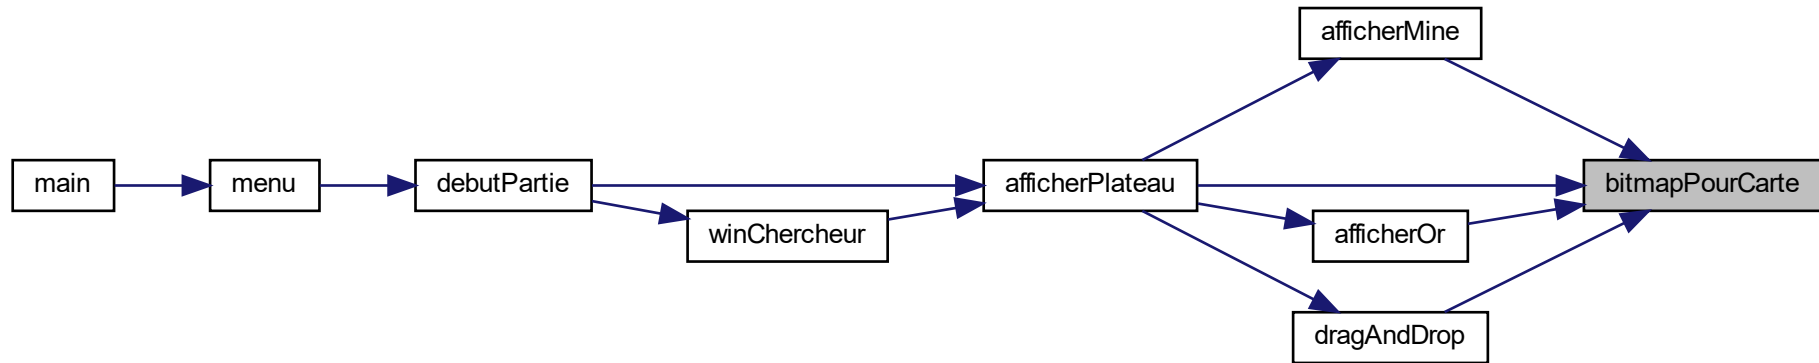 main
menu
debutPartie
winChercheur
afficherPlateau
afficherMine
afficherOr
dragAndDrop
bitmapPourCarte